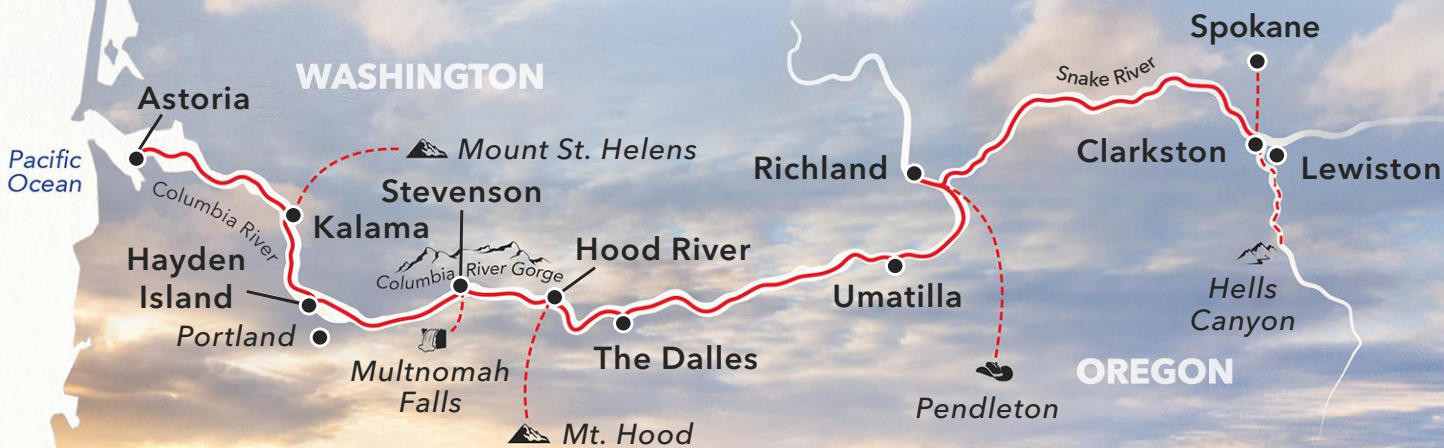 Spokane
Snake River
WASHINGTON
Astoria
Pacific
Ocean
Mount St. Helens
Clarkston
Richland
Lewiston
Stevenson
Columbia River
Kalama
Hood River
Hayden
Island
Columbia River Gorge
Umatilla
Hells
Canyon
Portland
The Dalles
Multnomah
Falls
OREGON
Pendleton
Mt. Hood